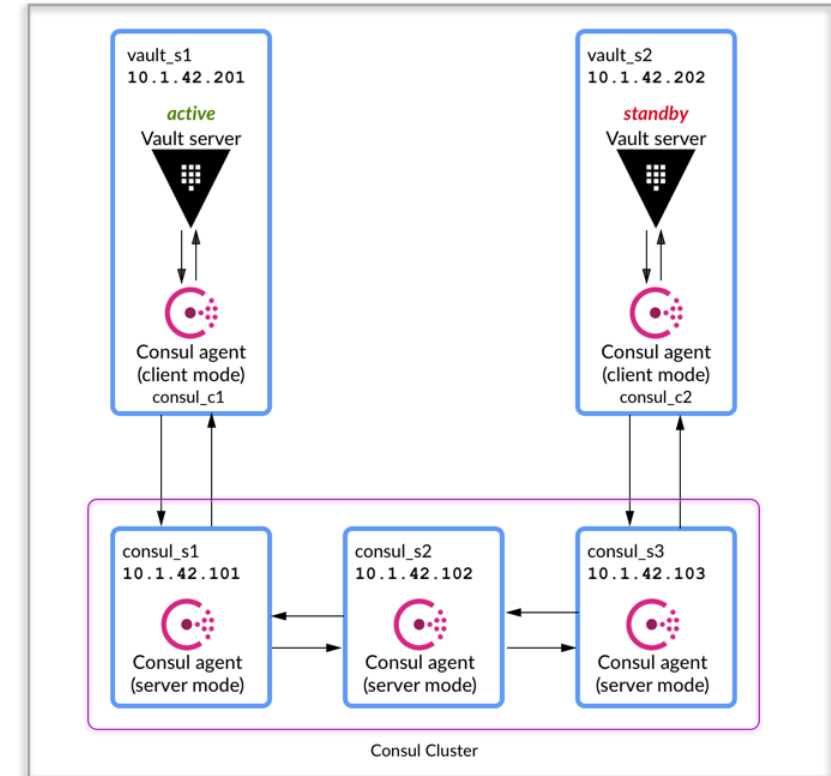 vault_s1
10.1.42.201
active
Vault server
Consul agent
(client mode)
consul_c1
vault_s2
10.1.42.202
standby
Vault server
Consul agent
(client mode)
consul_c2
consul_s1
10.1.42.101
Consul agent
(server mode)
consul_s2
10.1.42.102
Consul agent
(server mode)
consul_s3
10.1.42.103
Consul agent
(server mode)
Consul Cluster